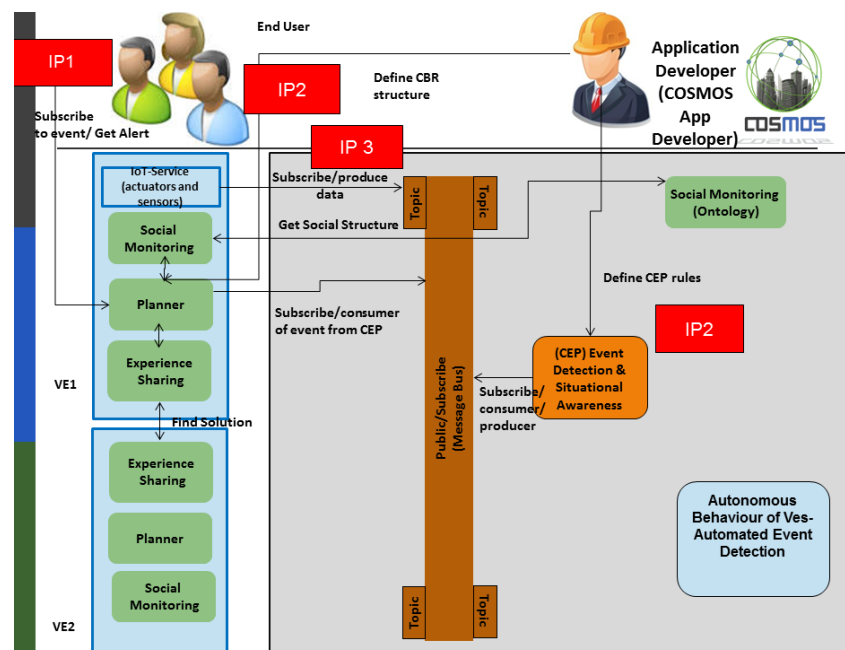 End User
IP1
IP2
Define CBR
structure
Application
Developer
(COSMOS
App
Developer)
COSMOS
Subscribe
to event/ Get Alert
IP 3
IoT-Service
(actuators and
sensors)
Subscribe/produce
data
Topic
Topic
Social
Monitoring
Get Social Structure
Social Monitoring
(Ontology)
Planner
Subscribe/consumer
of event from CEP
Define CEP rules
IP2
Experience
Sharing
VE1
Public/Subscribe
(Message Bus)
(CEP) Event
Detection &
Situational
Awareness
Subscribe/
consumer/
producer
Find Solution
Experience
Sharing
Planner
Social
Monitoring
VE2
Topic
Topic
Autonomous
Behaviour of Ves-
Automated Event
Detection